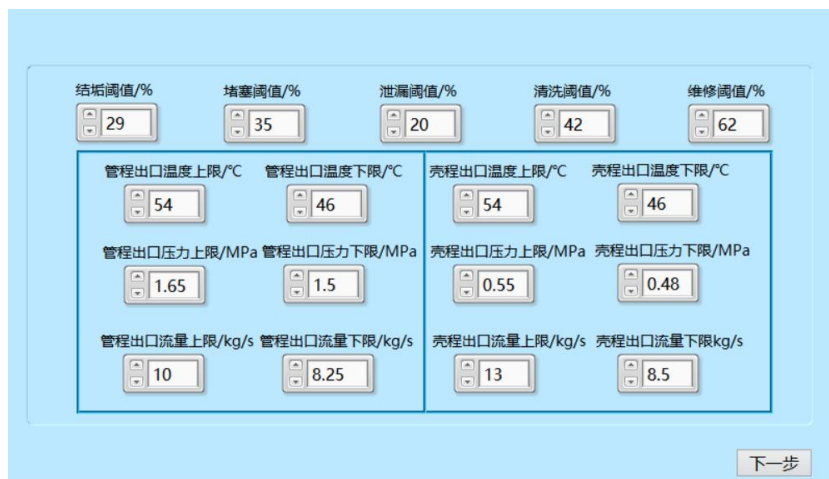 结垢阈值/% 堵塞阈值/% 泄漏阈值/% 清洗阈值/% 维修阈值/%
29 35 20 42 62
管程出口温度上限/℃ 管程出口温度下限/℃ 壳程出口温度上限/℃ 壳程出口温度下限/℃
54 46 54 46
管程出口压力上限/MPa 管程出口压力下限/MPa 壳程出口压力上限/MPa 壳程出口压力下限/MPa
1.65 1.5 0.55 0.48
管程出口流量上限/kg/s 管程出口流量下限/kg/s 壳程出口流量上限/kg/s 壳程出口流量下限kg/s
10 8.25 13 8.5
下一步